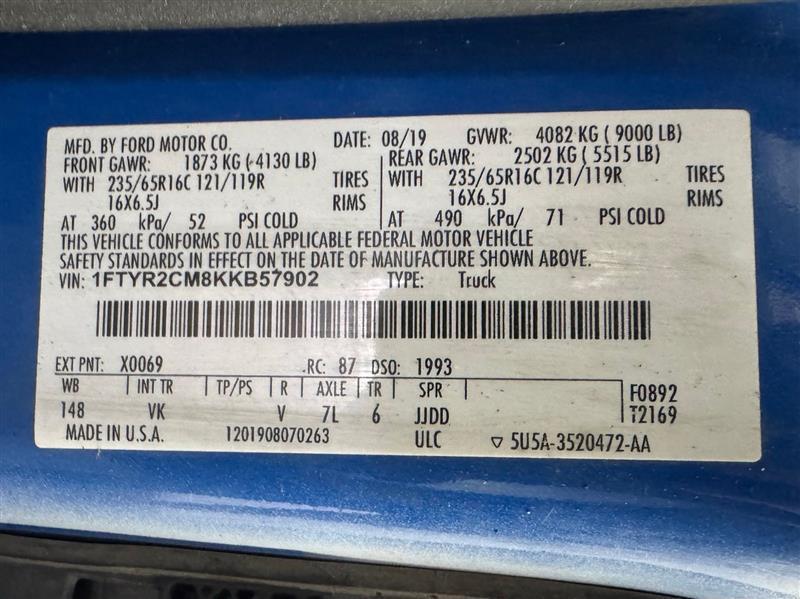 MFD. BY FORD MOTOR CO. DATE: 08/19 GVWR: 4082 KG ( 9000 LB)
FRONT GAWR: 1873 KG ( 4130 LB) REAR GAWR: 2502 KG ( 5515 LB)
WITH 235/65R16C 121/119R TIRES WITH 235/65R16C 121/119R TIRES
16X6.5J RIMS 16X6.5J RIMS
AT 360 kPa/ 52 PSI COLD AT 490 kPa/ 71 PSI COLD
THIS VEHICLE CONFORMS TO ALL APPLICABLE FEDERAL MOTOR VEHICLE
SAFETY STANDARDS IN EFFECT ON THE DATE OF MANUFACTURE SHOWN ABOVE.
VIN: 1FTYR2CM8KKB57902 TYPE: Truck
EXT PNT: X0069 RC: 87 DSO: 1993
WB INT TR TP/PS R AXLE TR SPR F0892
148 VK V 7L 6 JJDD T2169
MADE IN U.S.A. 1201908070263 ULC ▽ 5U5A-3520472-AA